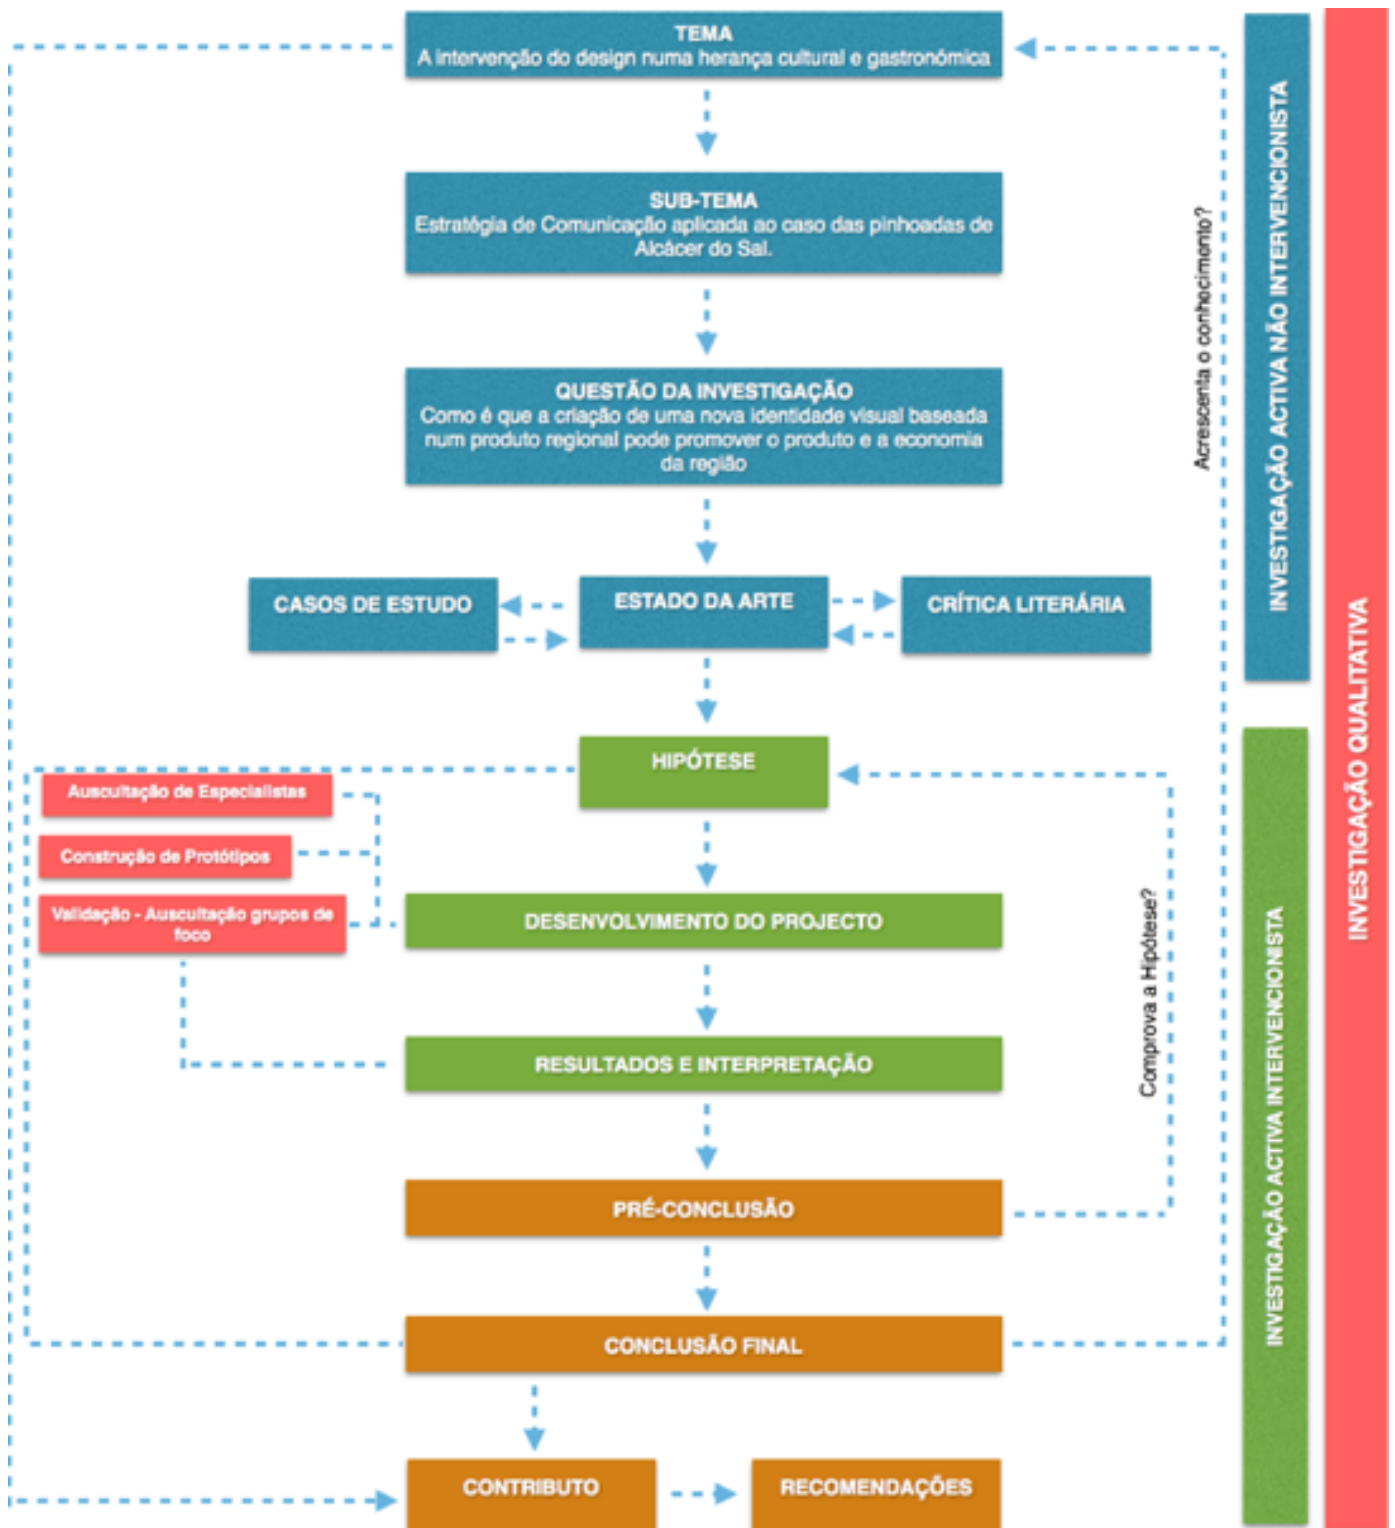 TEMA
A intervenção do design numa herança cultural e gastronómica
SUB-TEMA
Estratégia de Comunicação aplicada ao caso das pinhoadas de
Alcácer do Sal.
QUESTÃO DA INVESTIGAÇÃO
Como é que a criação de uma nova identidade visual baseada
num produto regional pode promover o produto e a economia
da região
CASOS DE ESTUDO
ESTADO DA ARTE
CRÍTICA LITERÁRIA
HIPÓTESE
Auscultação de Especialistas
Construção de Protótipos
Validação - Auscultação grupos de
foco
DESENVOLVIMENTO DO PROJECTO
RESULTADOS E INTERPRETAÇÃO
PRÉ-CONCLUSÃO
CONCLUSÃO FINAL
CONTRIBUTO
RECOMENDAÇÕES
Comprova a Hipótese?
Acrescenta o conhecimento?
INVESTIGAÇÃO ACTIVA NÃO INTERVENCIONISTA
INVESTIGAÇÃO ACTIVA INTERVENCIONISTA
INVESTIGAÇÃO QUALITATIVA